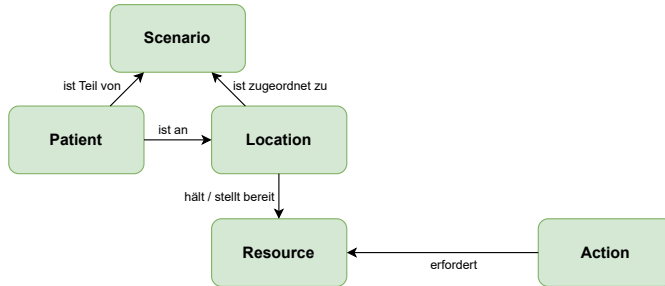 Scenario
ist Teil von
ist zugeordnet zu
Patient
ist an
Location
hält / stellt bereit
Resource
erfordert
Action